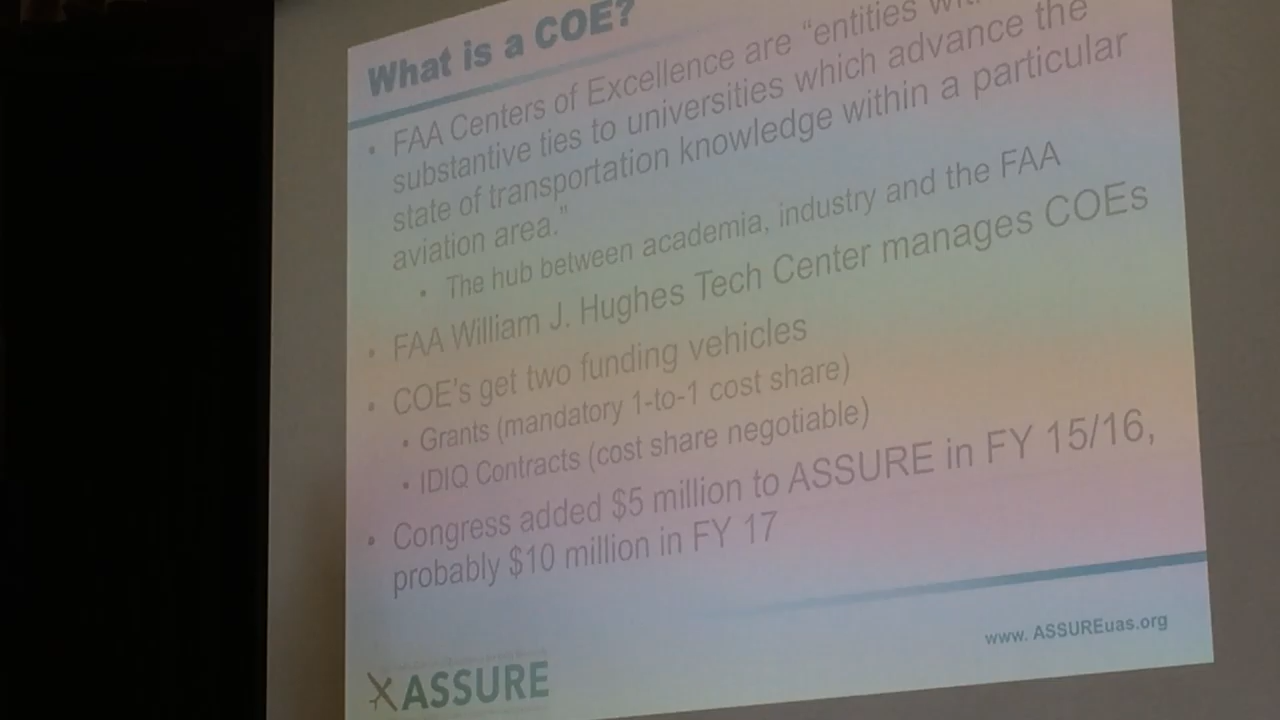 What is a COE?
• FAA Centers of Excellence are “entities
substantive ties to universities which advance the
state of transportation knowledge within a particular
aviation area.”
• The hub between academia, industry and the FAA
• FAA William J. Hughes Tech Center manages COEs
• COE's get two funding vehicles
• Grants (mandatory 1-to-1 cost share)
• IDIQ Contracts (cost share negotiable)
• Congress added $5 million to ASSURE in FY 15/16,
probably $10 million in FY 17
www. ASSUREuas.org
ASSURE